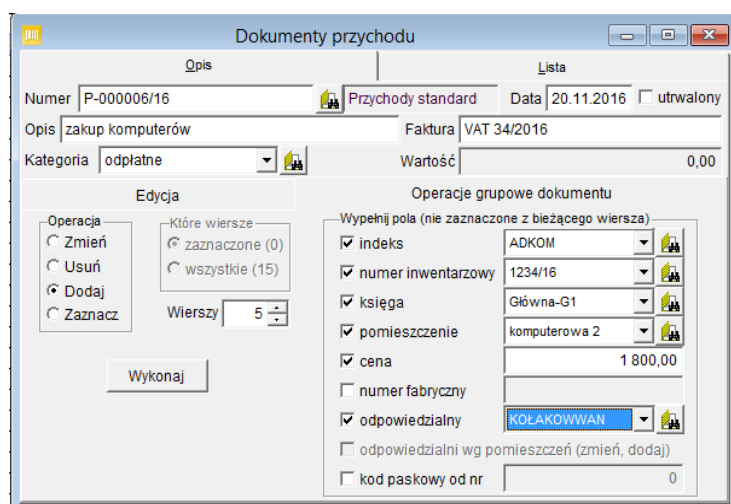 Dokumenty przychodu
Opis Lista
Numer P-000006/16 Przychody standard Data 20.11.2016 utrwalony
Opis zakup komputerów Faktura VAT 34/2016
Kategoria odpłatne Wartość 0,00
Edycja Operacje grupowe dokumentu
Operacja Które wiersze Wypełnij pola (nie zaznaczone z bieżącego wiersza)
Zmień zaznaczone (0) indeks ADKOM
Usuń wszystkie (15) numer inwentarzowy 1234/16
Dodaj księga Główna-G1
Zaznacz Wierszy 5 pomieszczenie komputerowa 2
cena 1 800,00
Wykonaj
numer fabryczny
odpowiedzialny KOŁAKOWWAN
odpowiedzialni wg pomieszczeń (zmień, dodaj)
kod paskowy od nr 0